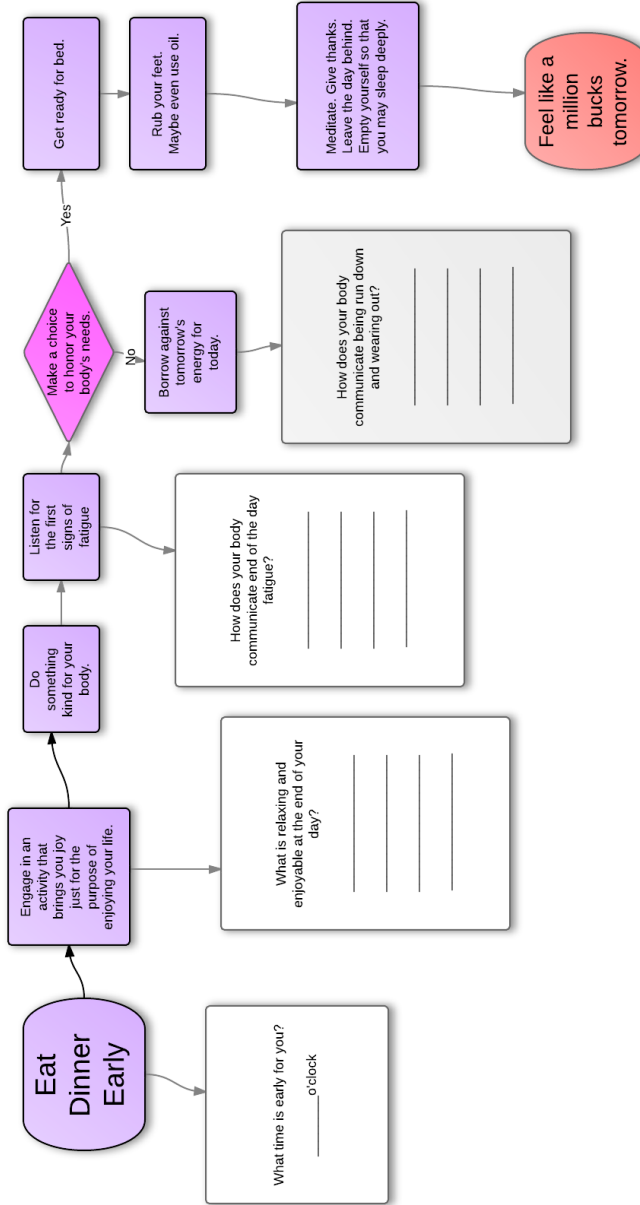 Eat
Dinner
Early
What time is early for you?
_________o'clock
Engage in an
activity that
brings you joy
just for the
purpose of
enjoying your life.
What is relaxing and
enjoyable at the end of your
day?
Do
something
kind for your
body.
Listen for
the first
signs of
fatigue
How does your body
communicate end of the day
fatigue?
Make a choice
to honor your
body's needs.
No
Borrow against
tomorrow's
energy for
today.
How does your body
communicate being run down
and wearing out?
Yes
Get ready for bed.
Rub your feet.
Maybe even use oil.
Meditate. Give thanks.
Leave the day behind.
Empty yourself so that
you may sleep deeply.
Feel like a
million
bucks
tomorrow.